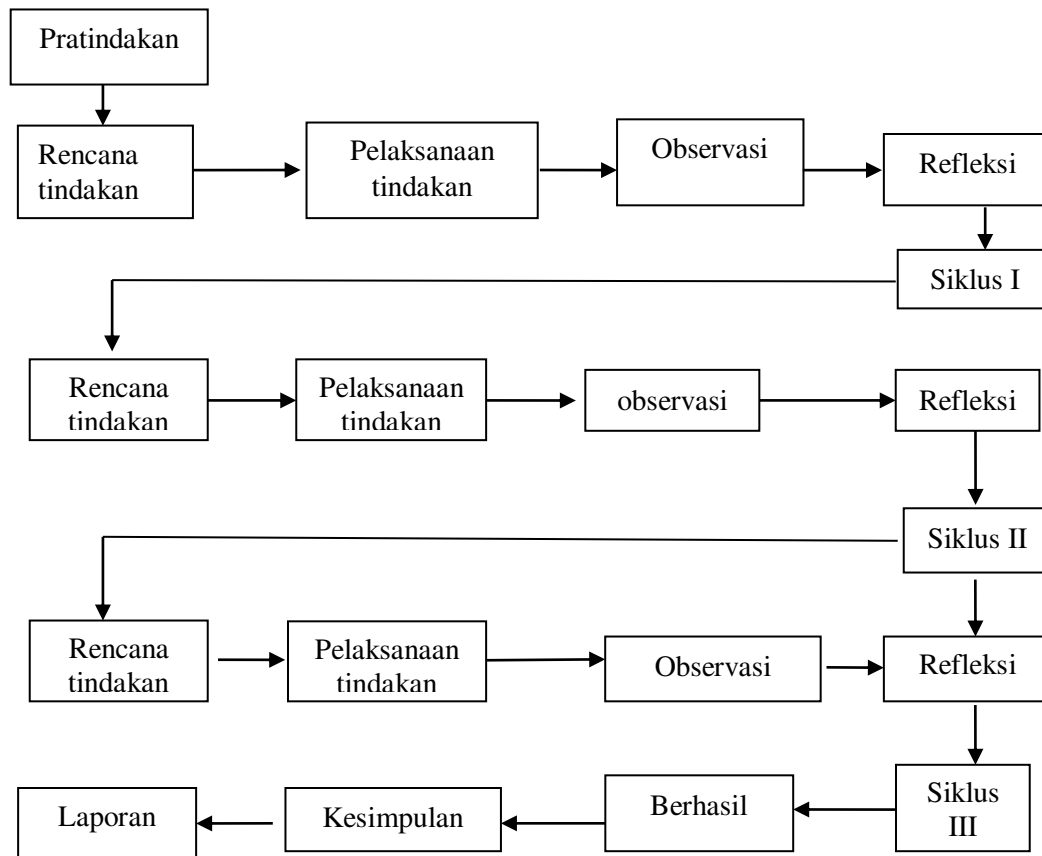 Pratindakan
Rencana
tindakan
Pelaksanaan
tindakan
Observasi
Refleksi
Siklus I
Rencana
tindakan
Pelaksanaan
tindakan
observasi
Refleksi
Siklus II
Rencana
tindakan
Pelaksanaan
tindakan
Observasi
Refleksi
Siklus
III
Berhasil
Kesimpulan
Laporan